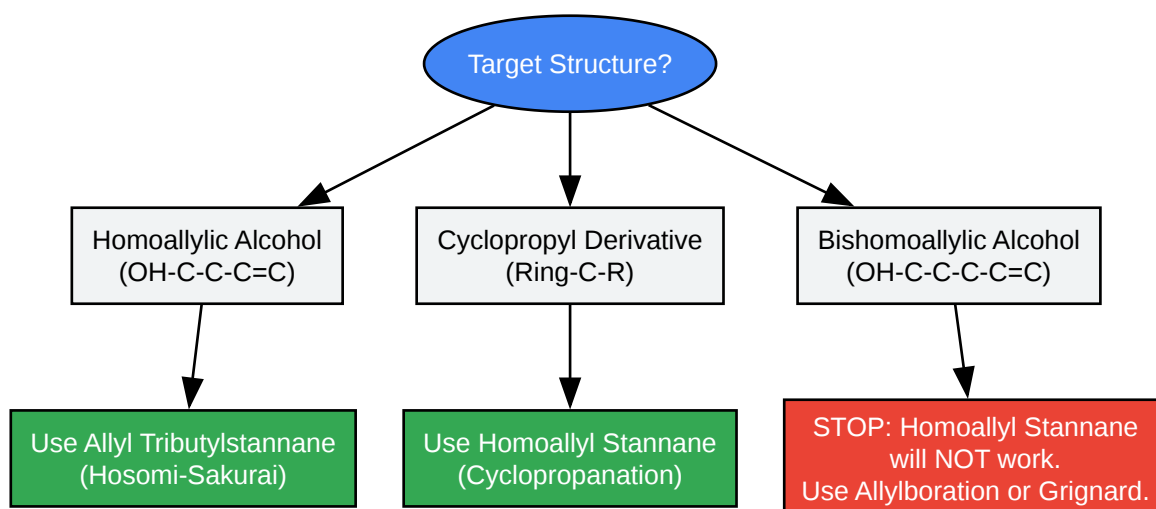 Target Structure?
Homoallylic Alcohol
(OH-C-C-C=C)
Cyclopropyl Derivative
(Ring-C-R)
Bishomoallylic Alcohol
(OH-C-C-C-C=C)
Use Allyl Tributylstannane
(Hosomi-Sakurai)
Use Homoallyl Stannane
(Cyclopropanation)
STOP: Homoallyl Stannane
will NOT work.
Use Allylboration or Grignard.